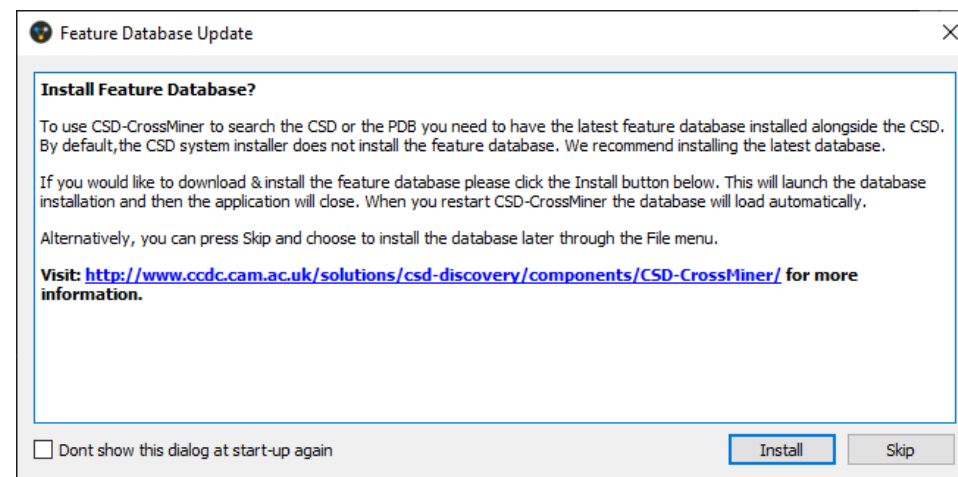 Feature Database Update
Install Feature Database?
To use CSD-CrossMiner to search the CSD or the PDB you need to have the latest feature database installed alongside the CSD.
By default,the CSD system installer does not install the feature database. We recommend installing the latest database.
If you would like to download & install the feature database please click the Install button below. This will launch the database
installation and then the application will close. When you restart CSD-CrossMiner the database will load automatically.
Alternatively, you can press Skip and choose to install the database later through the File menu.
Visit: http://www.ccdc.cam.ac.uk/solutions/csd-discovery/components/CSD-CrossMiner/ for more
information.
Dont show this dialog at start-up again
Install
Skip